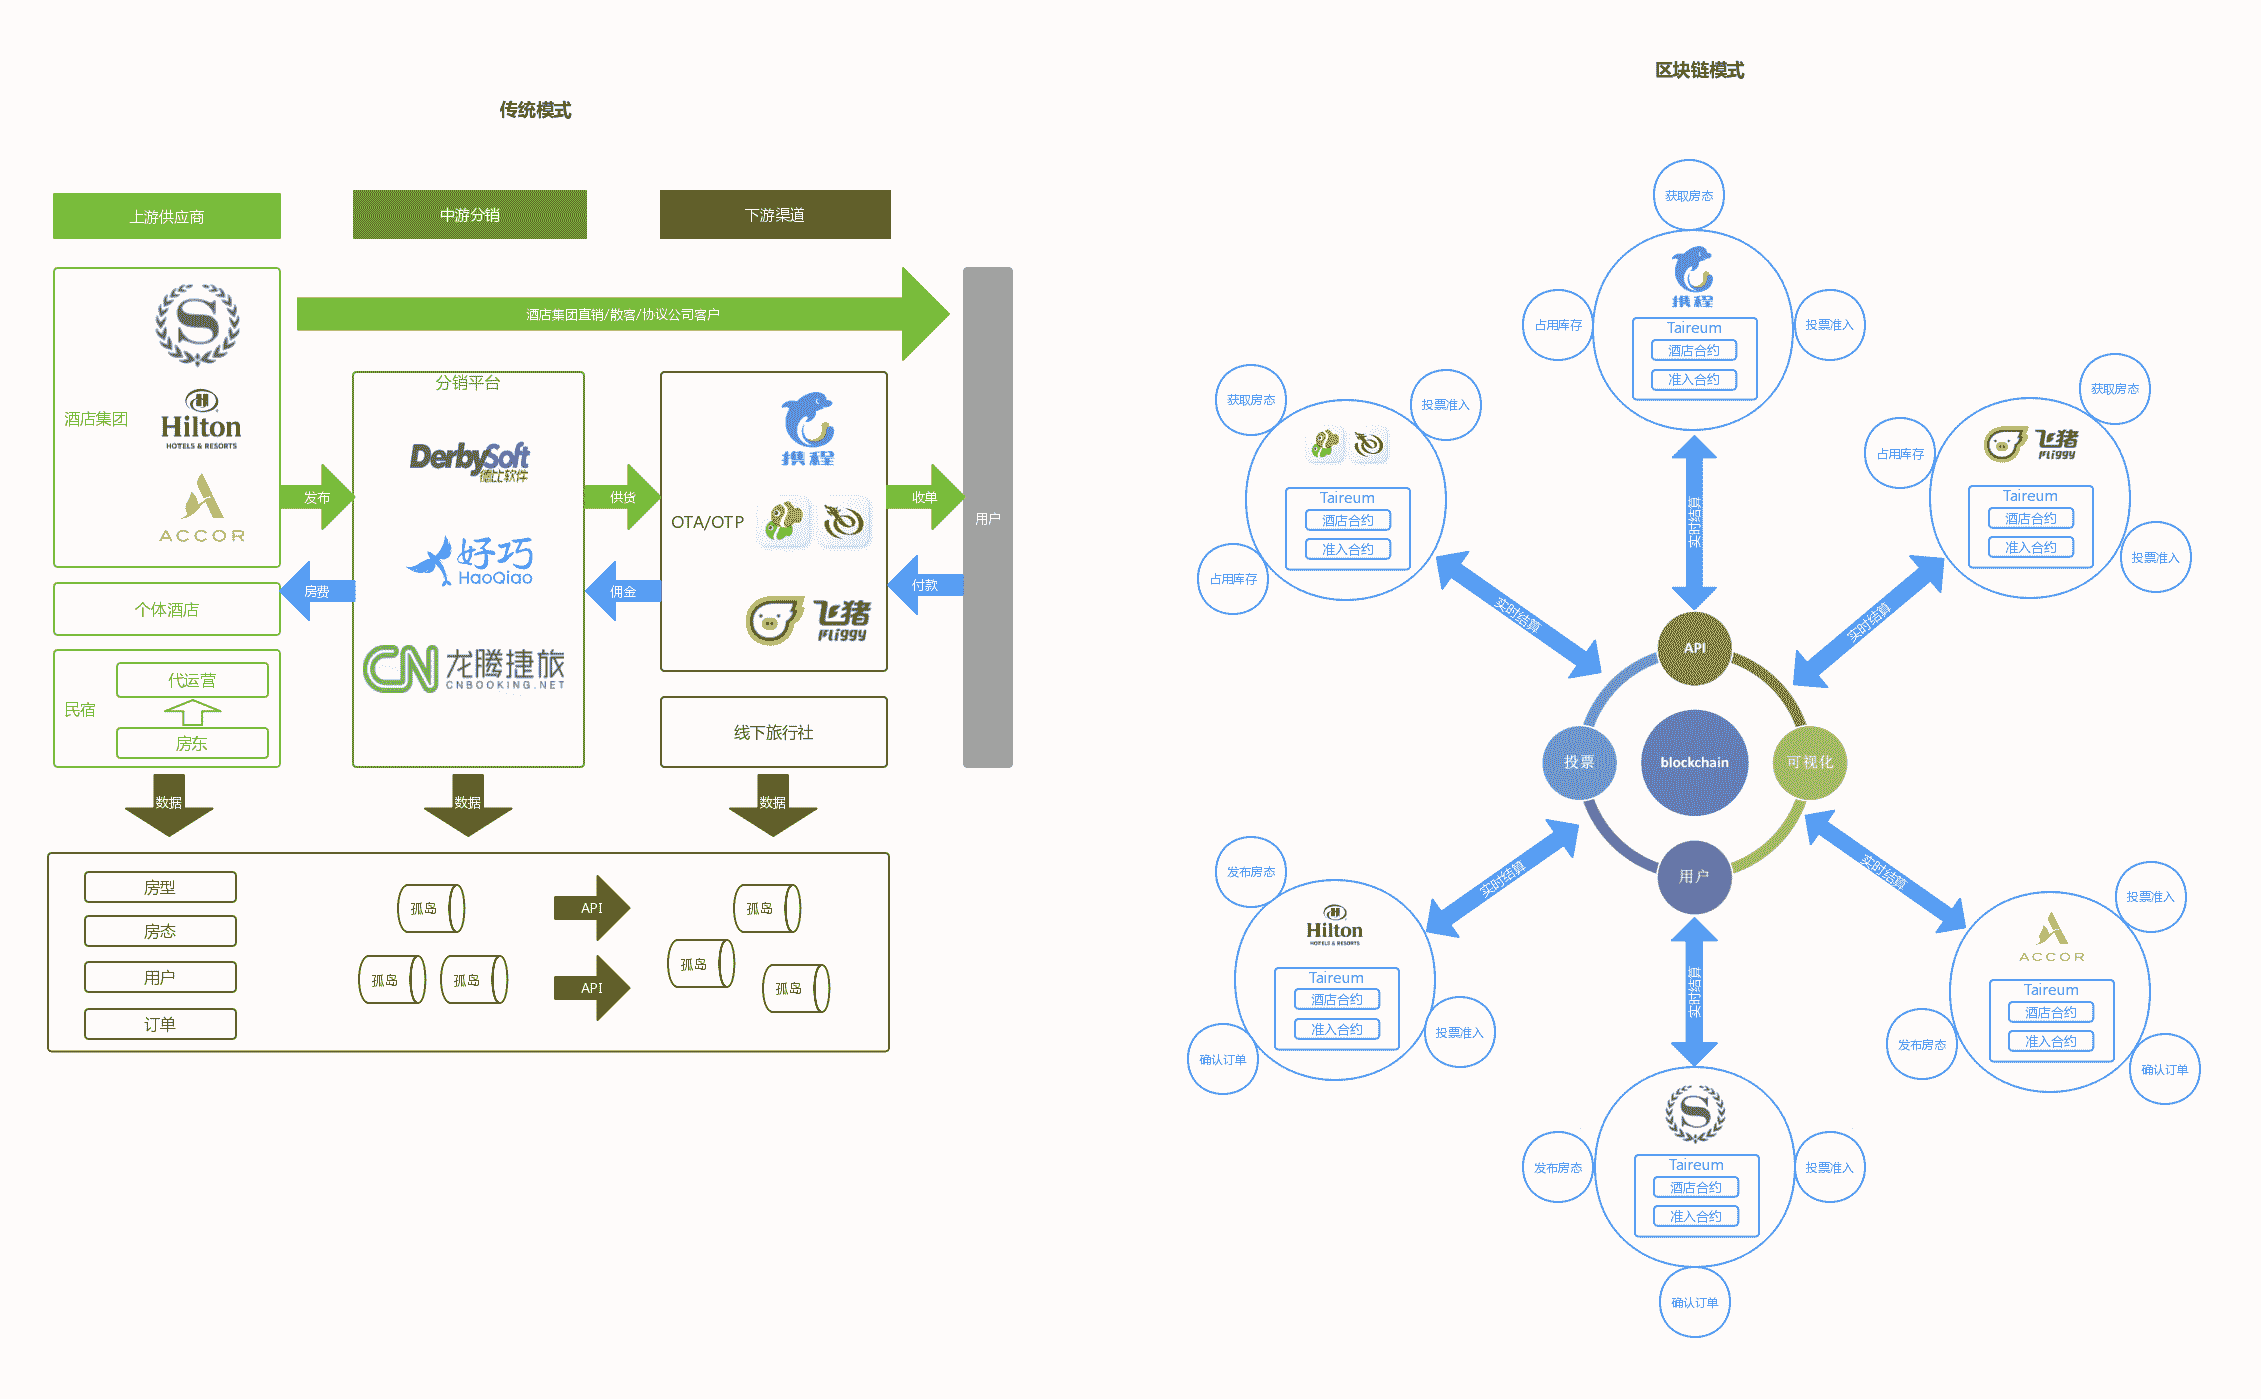 传统模式
上游供应商
中游分销
下游渠道
酒店集团直销/散客/协议公司客户
酒店集团
S
Hilton
HOTELS & RESORTS
ACCOR
个体酒店
民宿
代运营
房东
发布
房费
分销平台
DerbySoft
德比软件
好巧
HaoQiao
CN 龙腾捷旅
CNBOOKING.NET
供货
佣金
OTA/OTP
携程
飞猪
Fliggy
线下旅行社
收单
付款
用户
数据
数据
数据
房型
房态
用户
订单
孤岛
孤岛
孤岛
API
API
孤岛
孤岛
孤岛
区块链模式
获取房态
占用库存
投票准入
携程
Taireum
酒店合约
准入合约
获取房态
投票准入
占用库存
Taireum
酒店合约
准入合约
获取房态
占用库存
投票准入
飞猪
Fliggy
Taireum
酒店合约
准入合约
实时结算
实时结算
实时结算
API
投票
blockchain
可视化
用户
实时结算
实时结算
实时结算
发布房态
Hilton
HOTELS & RESORTS
Taireum
酒店合约
准入合约
投票准入
确认订单
投票准入
ACCOR
Taireum
酒店合约
准入合约
发布房态
确认订单
S
发布房态
投票准入
Taireum
酒店合约
准入合约
确认订单